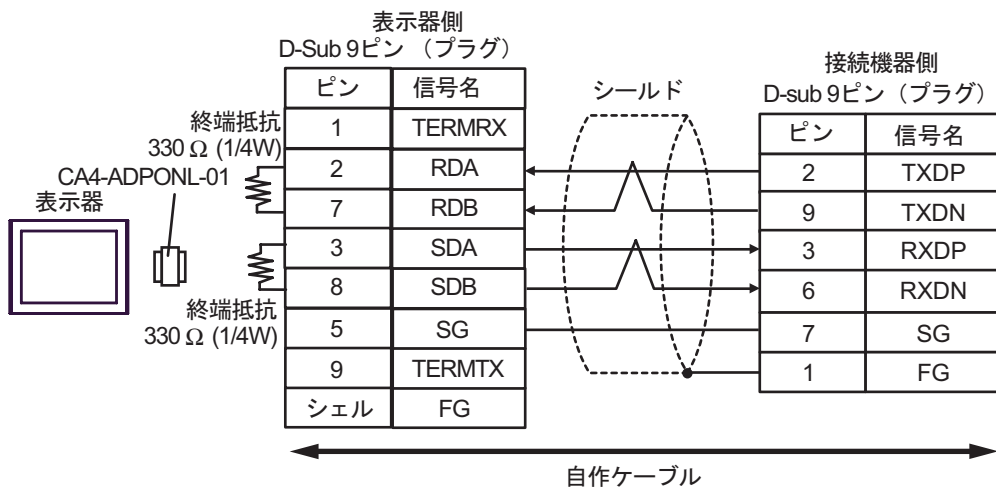 表示器側
D-Sub 9ピン （プラグ）
接続機器側
D-sub 9ピン（プラグ）
シールド
終端抵抗
330 Ω (1/4W)
CA4-ADPONL-01
表示器
終端抵抗
330 Ω (1/4W)
ピン 信号名
1 TERMRX
2 RDA
7 RDB
3 SDA
8 SDB
5 SG
9 TERMTX
シェル FG
ピン 信号名
2 TXDP
9 TXDN
3 RXDP
6 RXDN
7 SG
1 FG
自作ケーブル